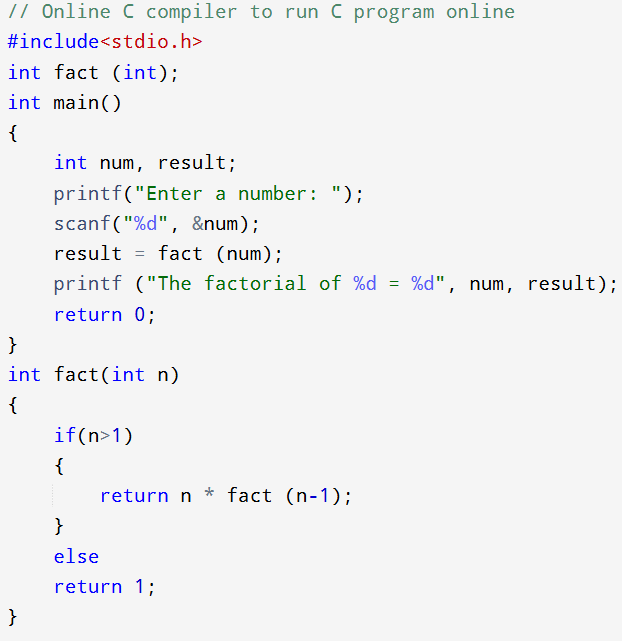 // Online C compiler to run C program online
#include<stdio.h>
int fact (int);
int main()
{
    int num, result;
    printf("Enter a number: ");
    scanf("%d", &num);
    result = fact (num);
    printf ("The factorial of %d = %d", num, result);
    return 0;
}
int fact(int n)
{
    if(n>1)
    {
        return n * fact (n-1);
    }
    else
    return 1;
}